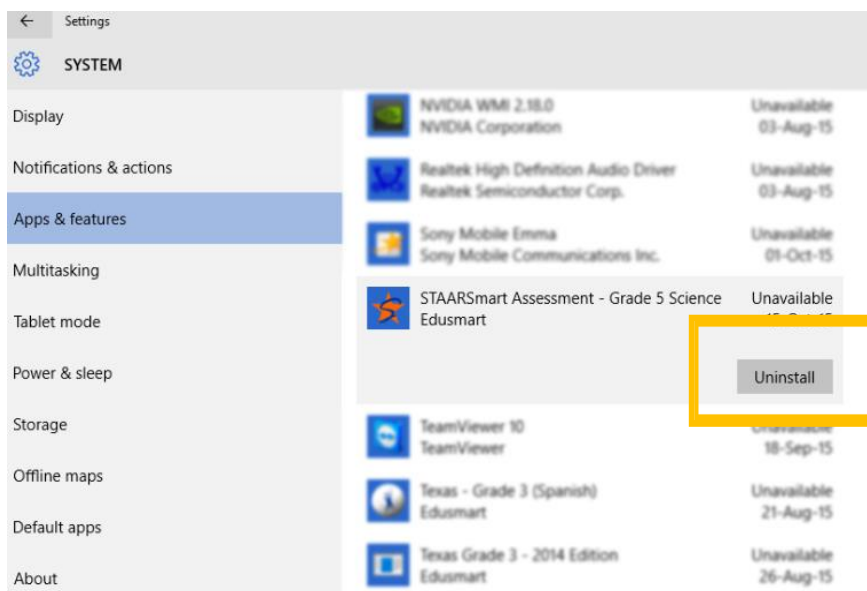 Settings
SYSTEM
Display
Notifications & actions
Apps & features
Multitasking
Tablet mode
Power & sleep
Storage
Offline maps
Default apps
About
NVIDIA WMI 2.18.0 Unavailable
NVIDIA Corporation 03-Aug-15
Realtek High Definition Audio Driver Unavailable
Realtek Semiconductor Corp. 03-Aug-15
Sony Mobile Emma Unavailable
Sony Mobile Communications Inc. 01-Oct-15
STAARSmart Assessment - Grade 5 Science Unavailable
Edusmart
Uninstall
TeamViewer 10
TeamViewer 18-Sep-15
Texas - Grade 3 (Spanish) Unavailable
Edusmart 21-Aug-15
Texas Grade 3 - 2014 Edition Unavailable
Edusmart 26-Aug-15